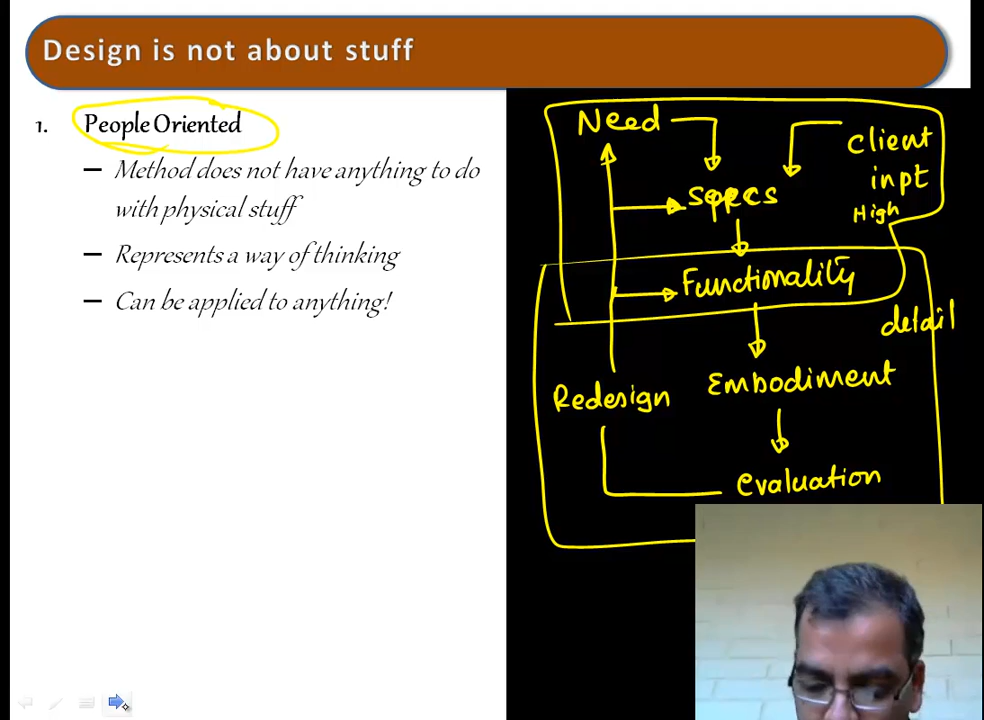 Design is not about stuff
1. People Oriented
– Method does not have anything to do
with physical stuff
– Represents a way of thinking
– Can be applied to anything!
Need
client
inpt
High
Specs
Functionality
detail
Embodiment
Redesign
Evaluation